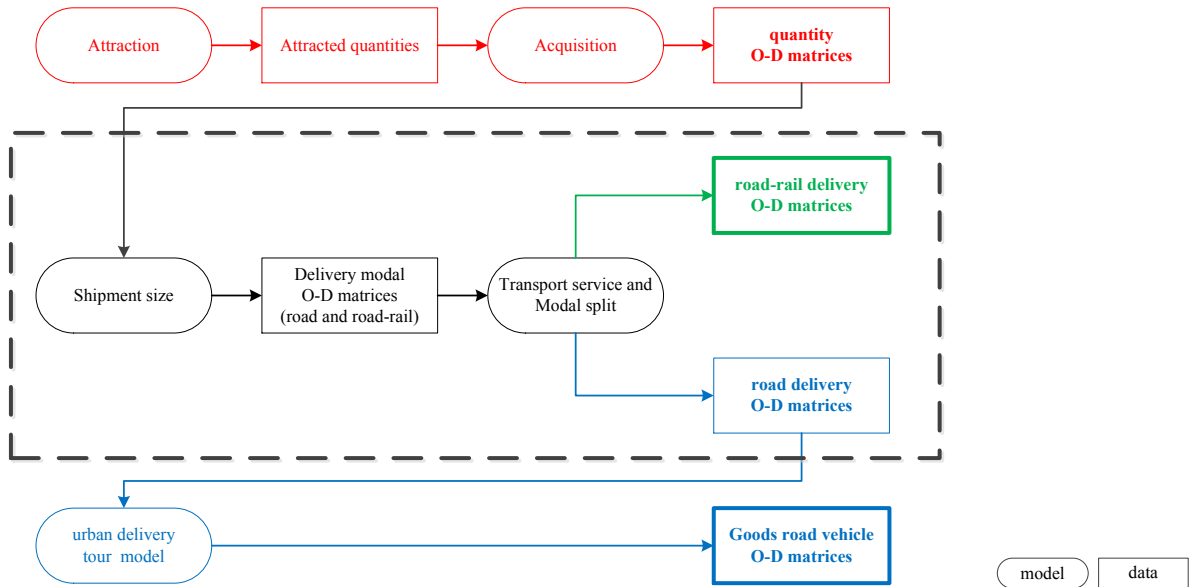 Attraction
Attracted quantities
Acquisition
quantity
O-D matrices
road-rail delivery
O-D matrices
Shipment size
Delivery modal
O-D matrices
(road and road-rail)
Transport service and
Modal split
road delivery
O-D matrices
urban delivery
tour model
Goods road vehicle
O-D matrices
model
data